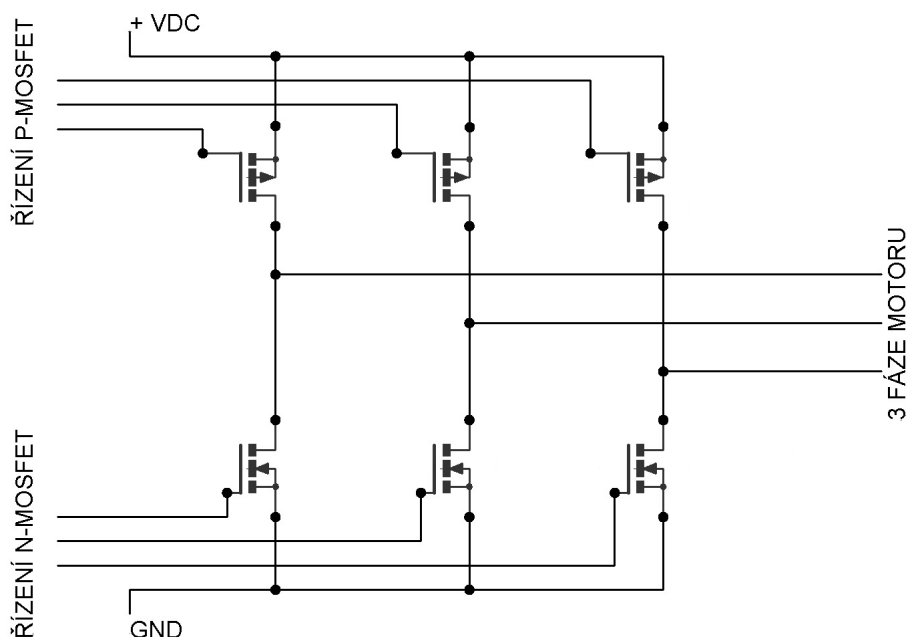 + VDC
ŘÍZENÍ P-MOSFET
3 FÁZE MOTORU
ŘÍZENÍ N-MOSFET
GND